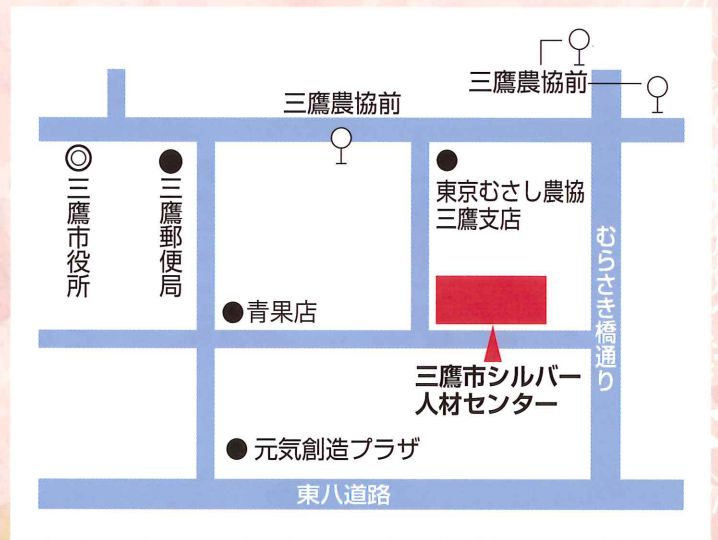 三鷹農協前
三鷹農協前
三鷹市役所
三鷹郵便局
東京むさし農協
三鷹支店
むらさき橋通り
青果店
三鷹市シルバー
人材センター
元気創造プラザ
東八道路